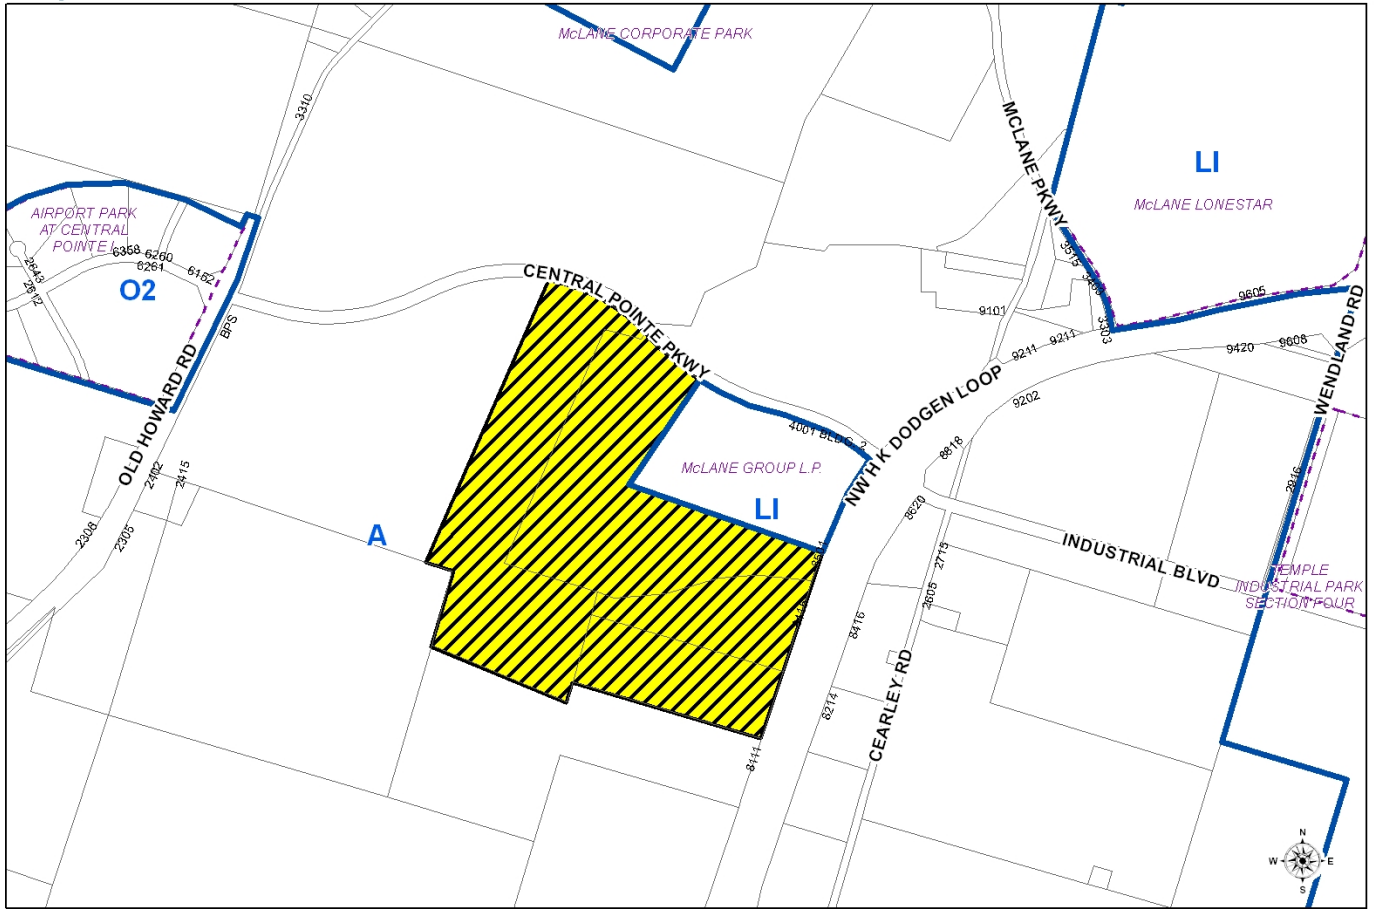 McLANE CORPORATE PARK
3310
MCLANE PKWY
LI
McLANE LONESTAR
AIRPORT PARK
AT CENTRAL
POINTE I
6358 6260
6261
6152
2643
2612
O2
BPS
OLD HOWARD RD
CENTRAL POINTE PKWY
3515
9605
9101
3303
9211
9211
9420
9608
WENDLAND RD
NW H K DODGEN LOOP
9202
4001 BLDG. 2
McLANE GROUP L.P.
LI
8818
2916
2402
2415
2308
2305
A
8620
INDUSTRIAL BLVD
2715
2605
TEMPLE
INDUSTRIAL PARK
SECTION FOUR
8416
8214
CEARLEY RD
8111
N
W
E
S